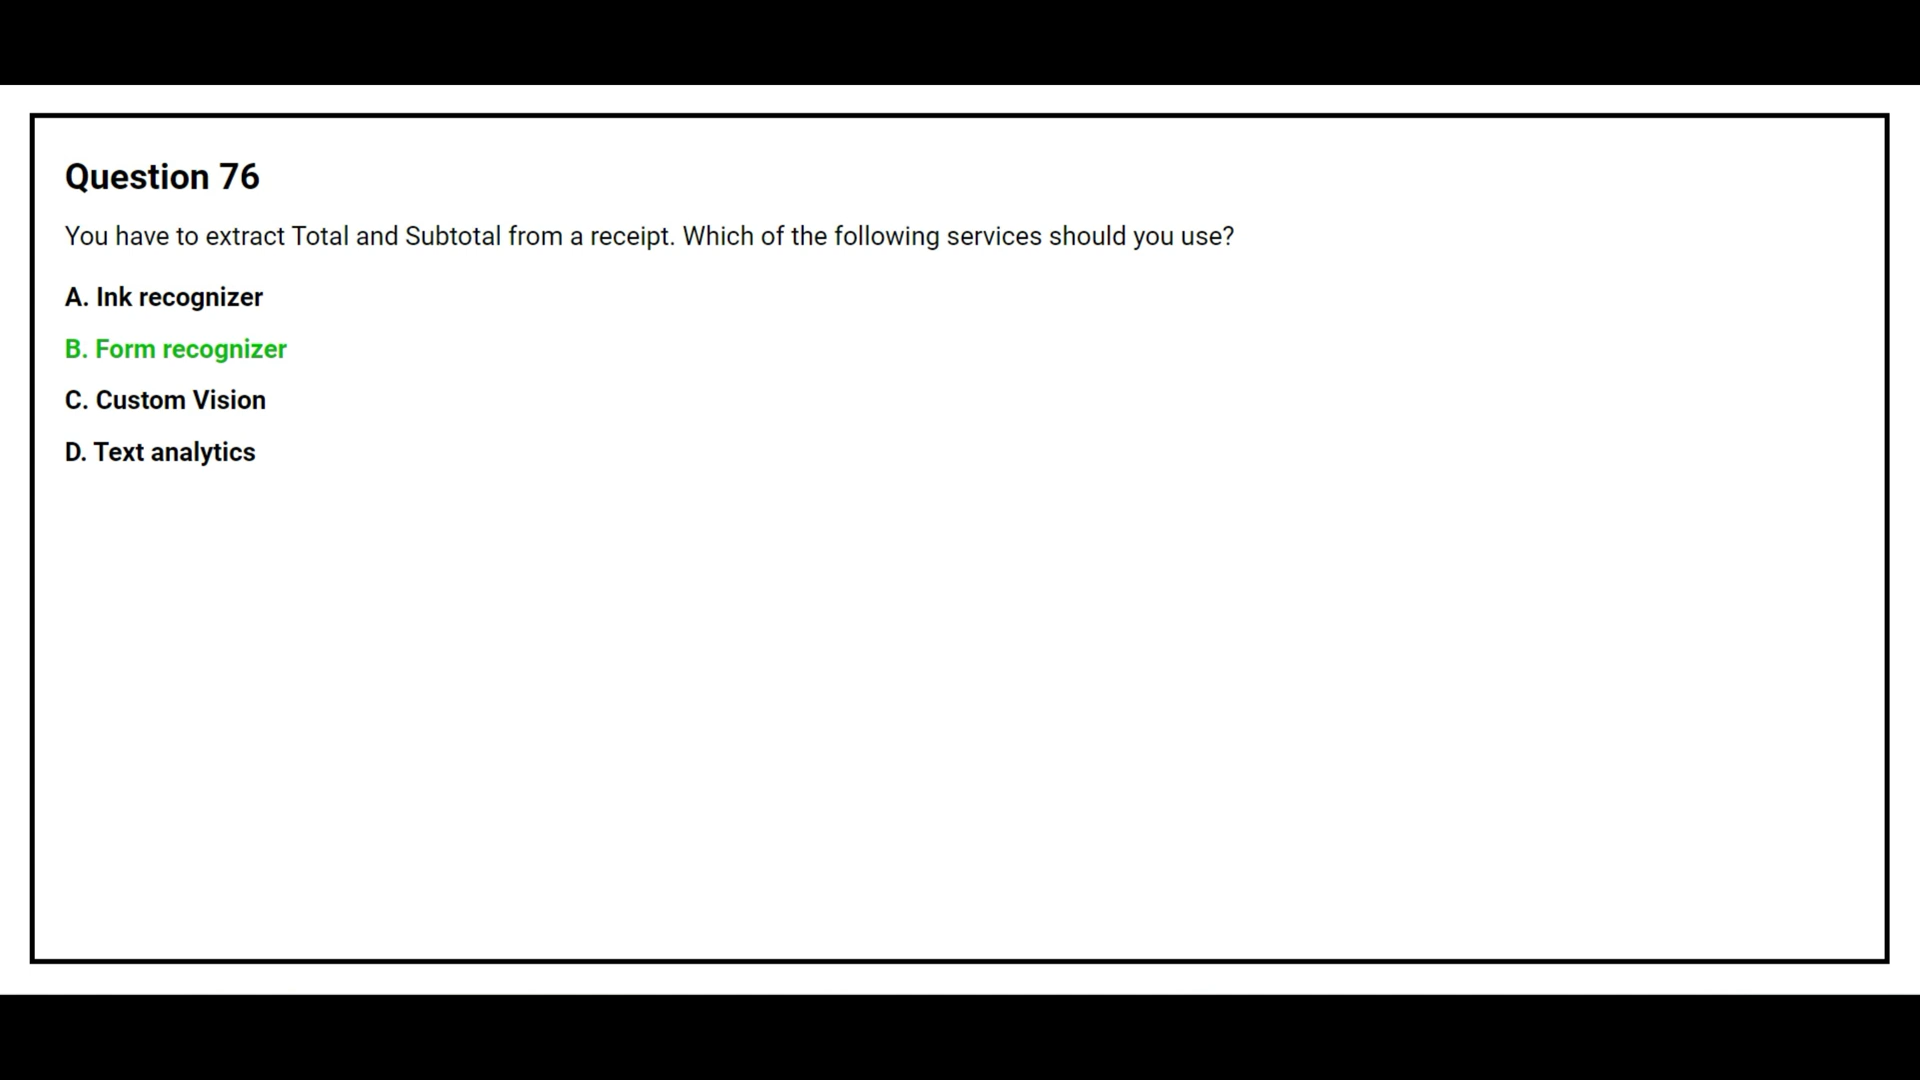 Question 76
You have to extract Total and Subtotal from a receipt. Which of the following services should you use?
A. Ink recognizer
B. Form recognizer
C. Custom Vision
D. Text analytics